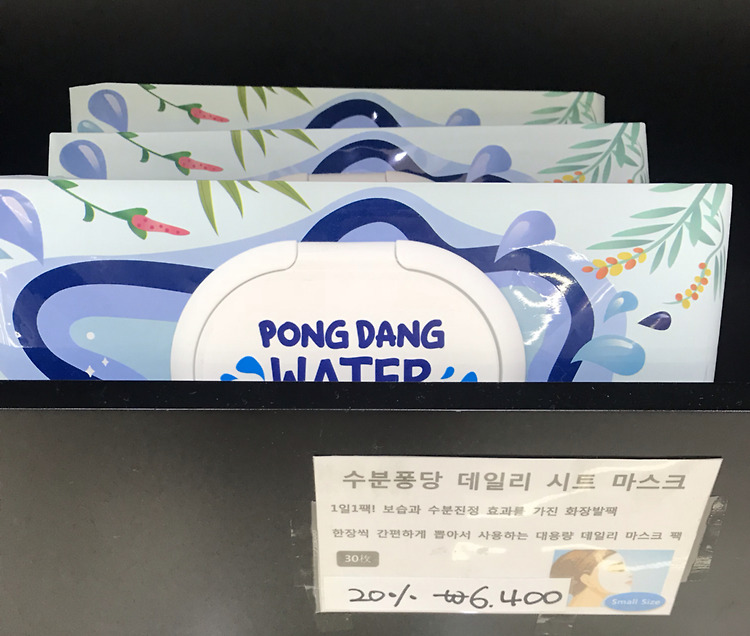 PONG DANG
WATER
수분퐁당 데일리 시트 마스크
1일1팩! 보습과 수분진정 효과를 가진 화장발팩
한장씩 간편하게 뽑아서 사용하는 대용량 데일리 마스크 팩
30枚
20% ₩6.400
Small Size